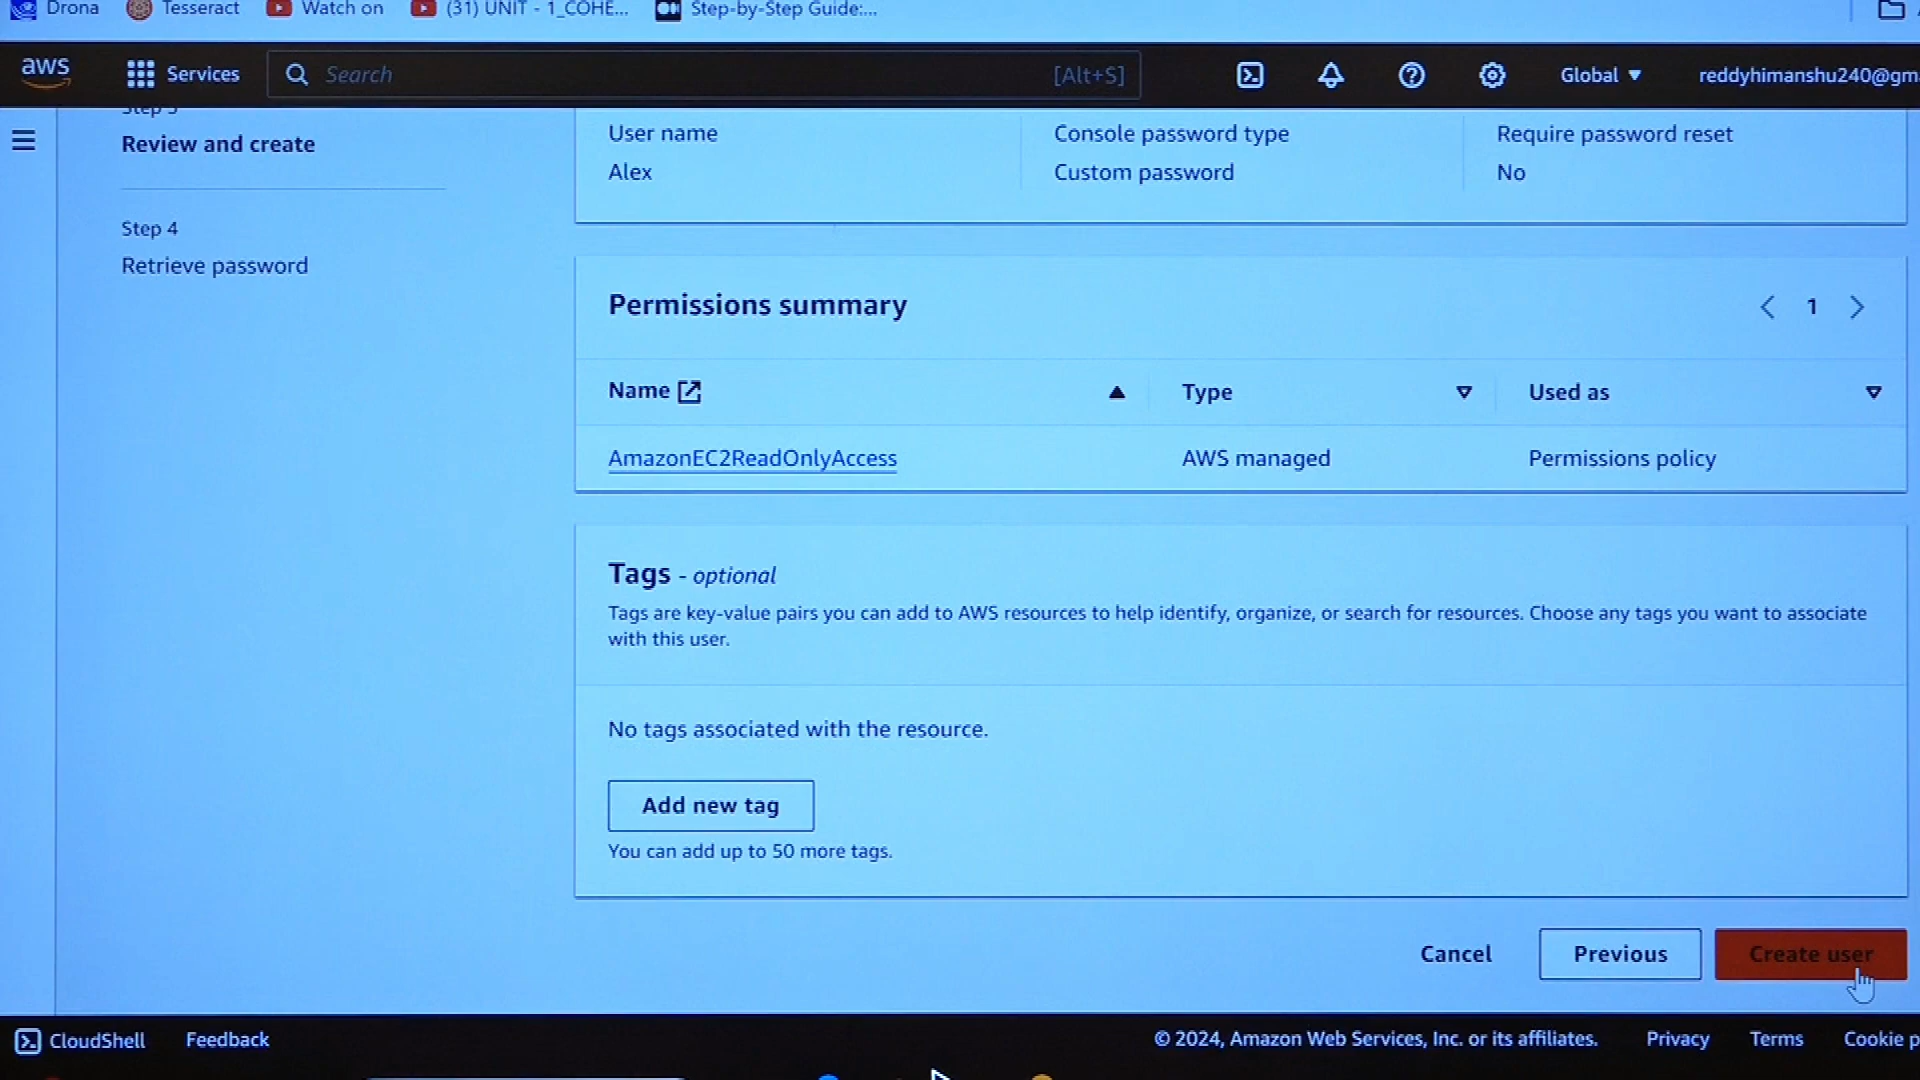 Drona Tesseract Watch on (31) UNIT - 1_COHE... Step-by-Step Guide:...
aws Services Search [Alt+S] Global reddyhimanshu240@gm
Step 3
Review and create
Step 4
Retrieve password
User name Console password type Require password reset
Alex Custom password No
Permissions summary 1
Name Type Used as
AmazonEC2ReadOnlyAccess AWS managed Permissions policy
Tags - optional
Tags are key-value pairs you can add to AWS resources to help identify, organize, or search for resources. Choose any tags you want to associate
with this user.
No tags associated with the resource.
Add new tag
You can add up to 50 more tags.
Cancel Previous Create user
CloudShell Feedback © 2024, Amazon Web Services, Inc. or its affiliates. Privacy Terms Cookie p